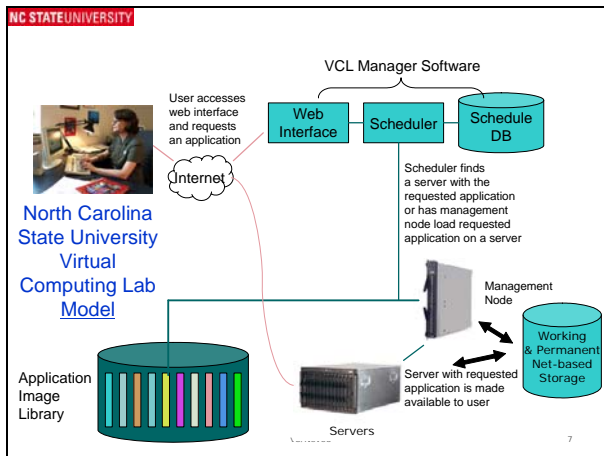 NC STATE UNIVERSITY
VCL Manager Software
User accesses
web interface
and requests
an application
Web
Interface
Scheduler
Schedule
DB
Internet
Scheduler finds
a server with the
requested application
or has management
node load requested
application on a server
North Carolina
State University
Virtual
Computing Lab
Model
Management
Node
Working
& Permanent
Net-based
Storage
Application
Image
Library
Server with requested
application is made
available to user
Servers
7